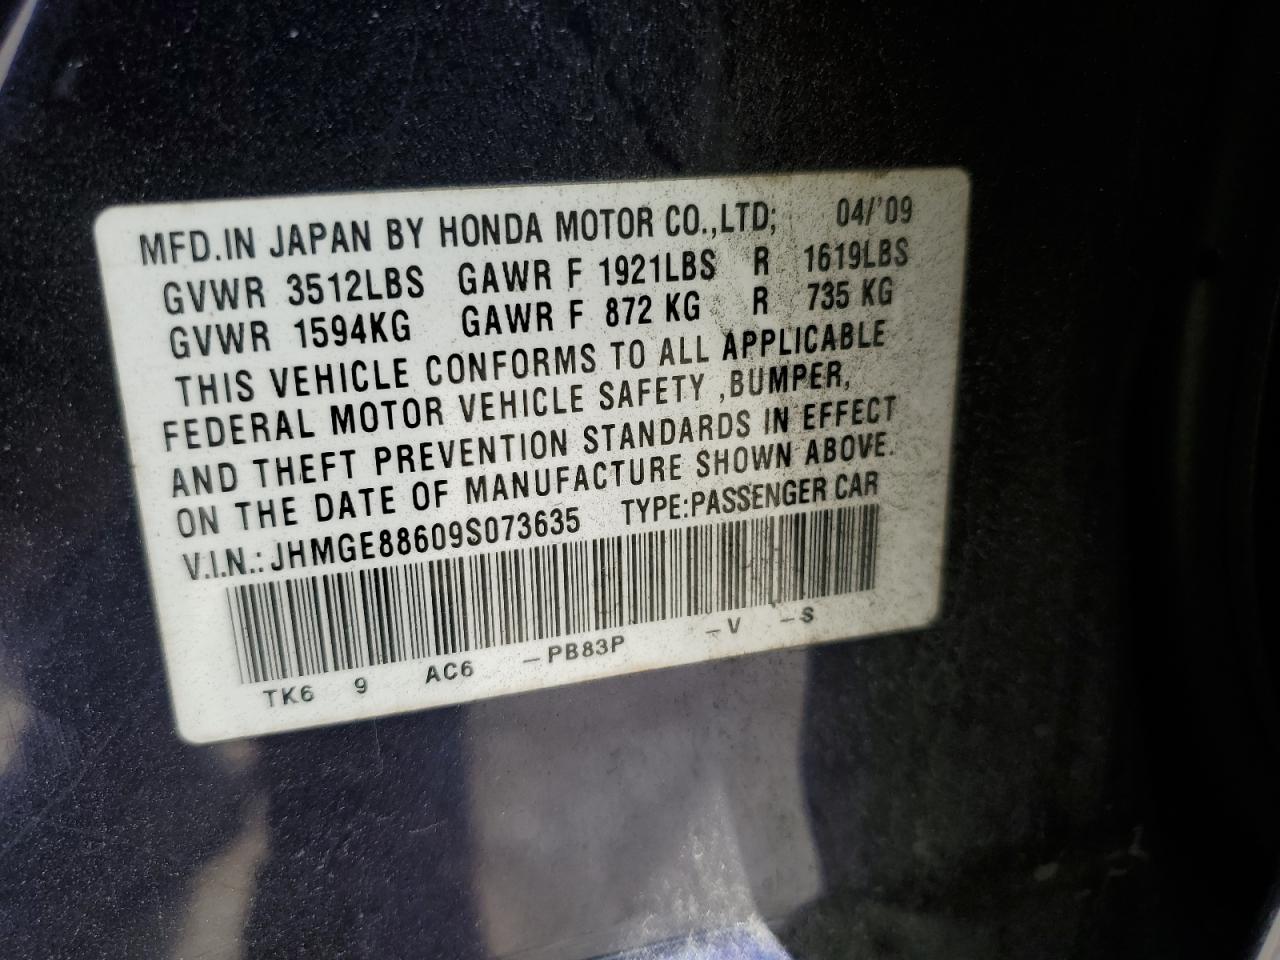 MFD.IN JAPAN BY HONDA MOTOR CO.,LTD; 04/'09
GVWR 3512LBS GAWR F 1921LBS R 1619LBS
GVWR 1594KG GAWR F 872 KG R 735 KG
THIS VEHICLE CONFORMS TO ALL APPLICABLE
FEDERAL MOTOR VEHICLE SAFETY ,BUMPER,
AND THEFT PREVENTION STANDARDS IN EFFECT
ON THE DATE OF MANUFACTURE SHOWN ABOVE.
V.I.N.: JHMGE88609S073635 TYPE:PASSENGER CAR
TK6 9 AC6 –PB83P –V –S